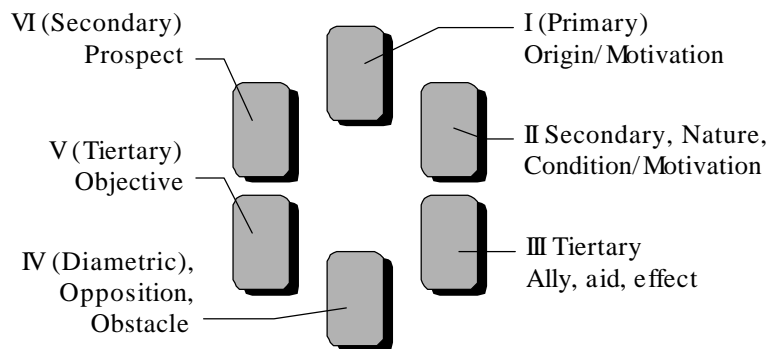 VI (Secondary)
Prospect
I (Primary)
Origin/Motivation
II Secondary, Nature,
Condition/Motivation
V (Tiertary)
Objective
III Tiertary
Ally, aid, effect
IV (Diametric),
Opposition,
Obstacle